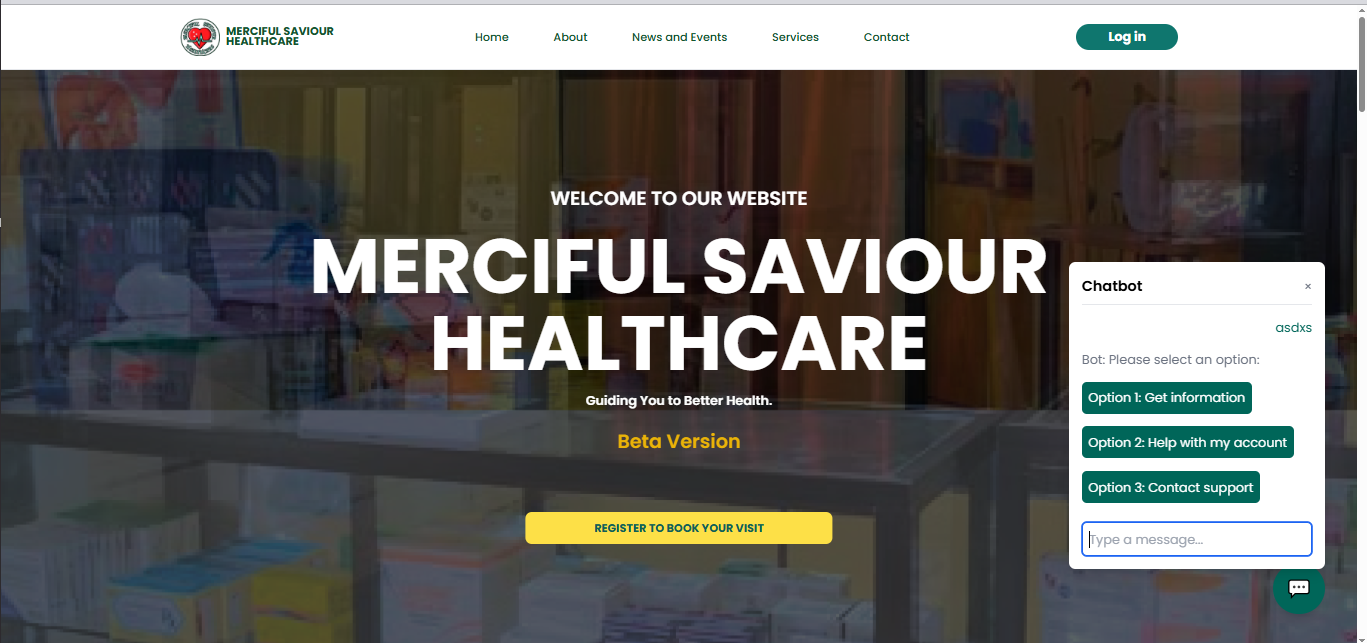 MERCIFUL SAVIOUR
HEALTHCARE
Home
About
News and Events
Services
Contact
Log in
WELCOME TO OUR WEBSITE
MERCIFUL SAVIOUR
HEALTHCARE
Guiding You to Better Health.
Beta Version
REGISTER TO BOOK YOUR VISIT
Chatbot
×
asdxs
Bot: Please select an option:
Option 1: Get information
Option 2: Help with my account
Option 3: Contact support
Type a message...